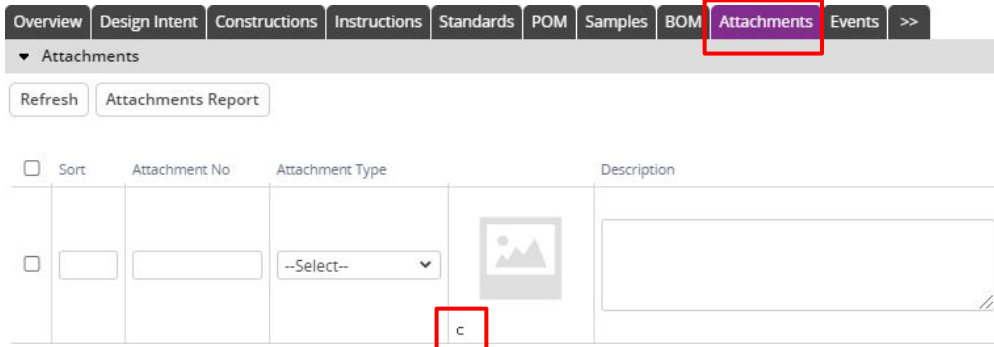 Overview Design Intent Constructions Instructions Standards POM Samples BOM Attachments Events >>
Attachments
Refresh Attachments Report
Sort Attachment No Attachment Type Description
--Select--
c